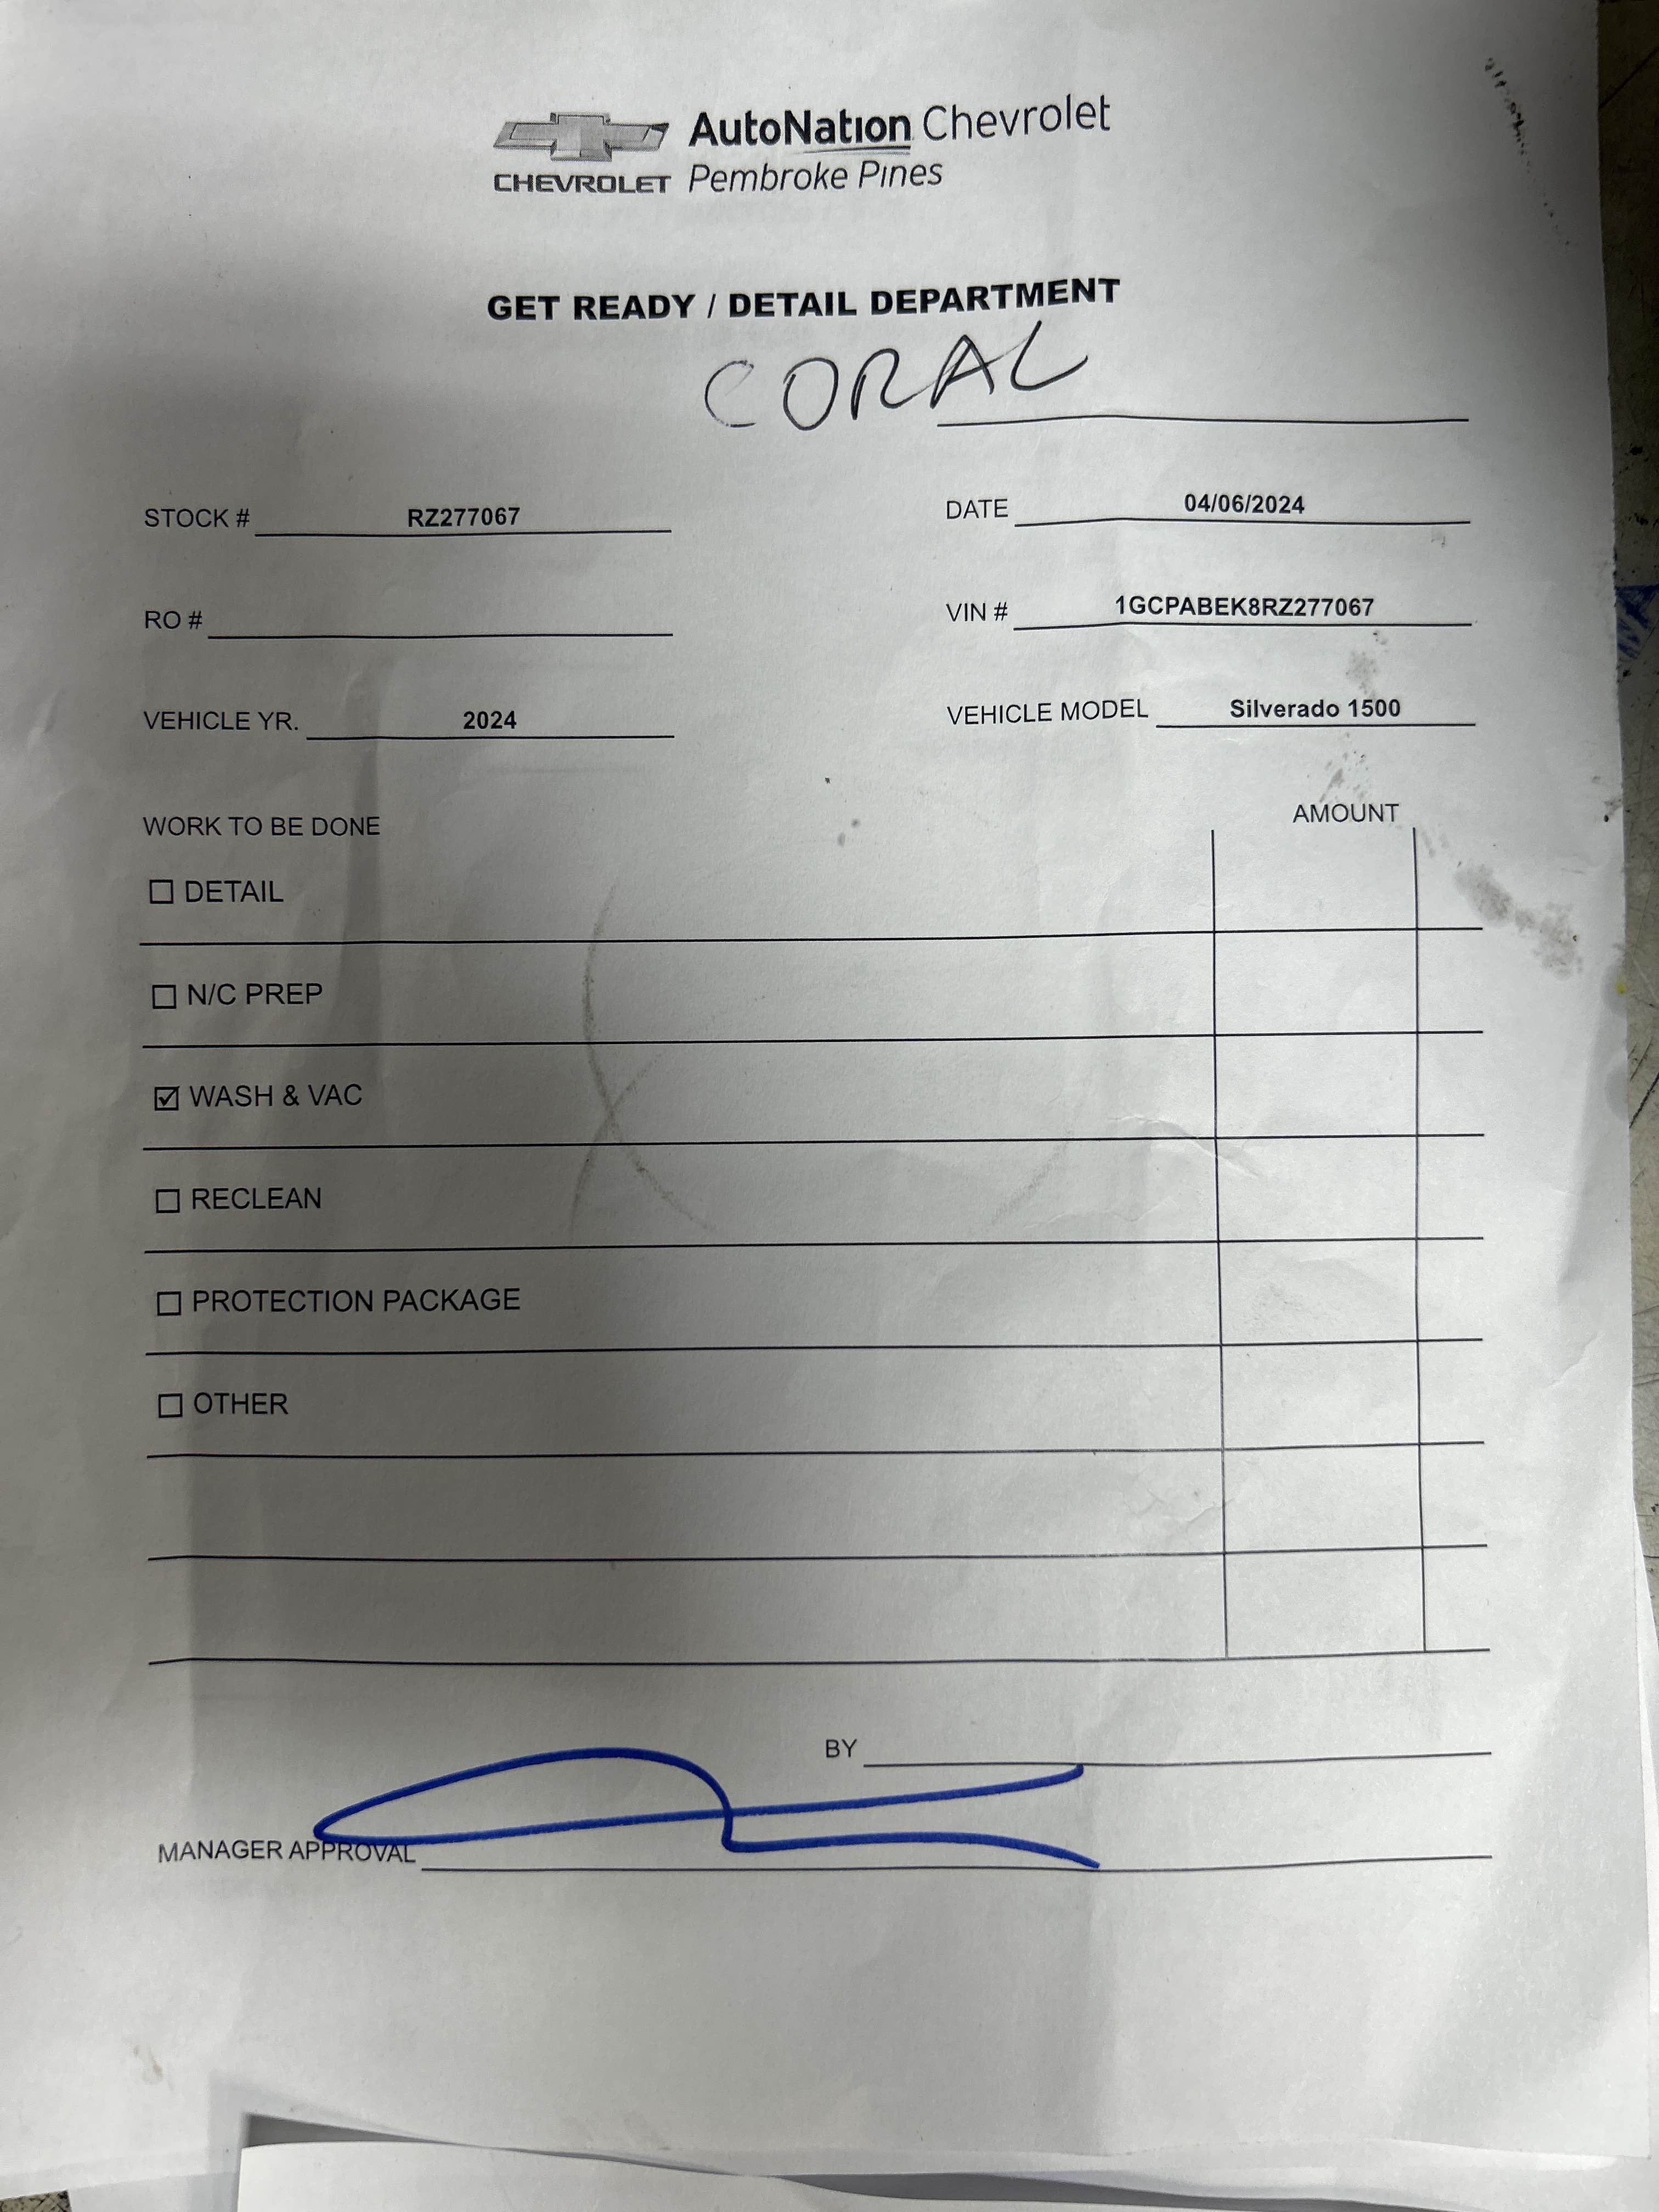 AutoNation Chevrolet
CHEVROLET Pembroke Pines
GET READY / DETAIL DEPARTMENT
CORAL
STOCK # RZ277067 DATE 04/06/2024
RO # VIN # 1GCPABEK8RZ277067
VEHICLE YR. 2024 VEHICLE MODEL Silverado 1500
WORK TO BE DONE AMOUNT
☐ DETAIL
☐ N/C PREP
☑ WASH & VAC
☐ RECLEAN
☐ PROTECTION PACKAGE
☐ OTHER
BY
MANAGER APPROVAL